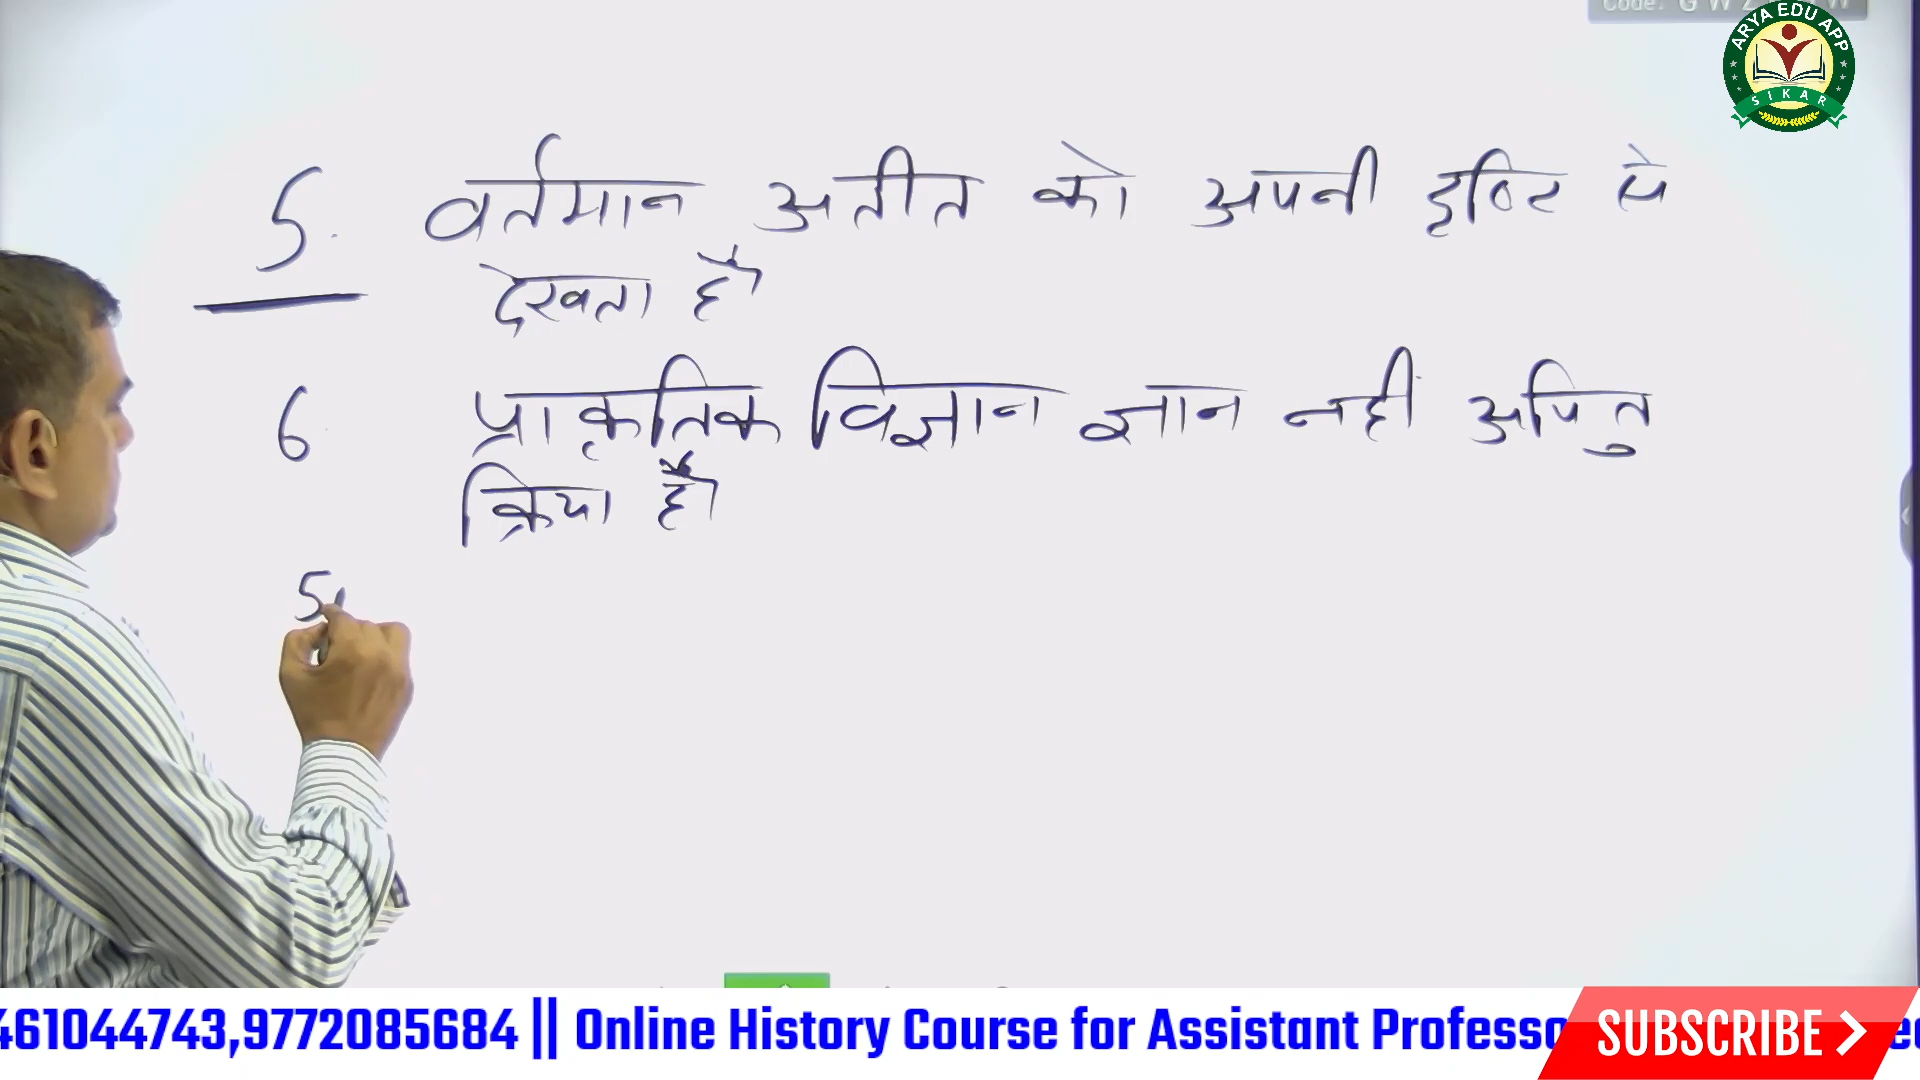 ARYA EDU APP
SIKAR
5. वर्तमान अतीत को अपनी दृष्टि से
देखता है
6 प्राकृतिक विज्ञान ज्ञान नहीं अपितु
क्रिया है
5
461044743,9772085684 || Online History Course for Assistant Professo
SUBSCRIBE